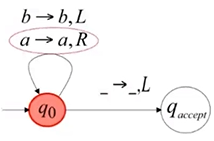 b → b, L
a → a, R
_ → _, L
q0
qaccept